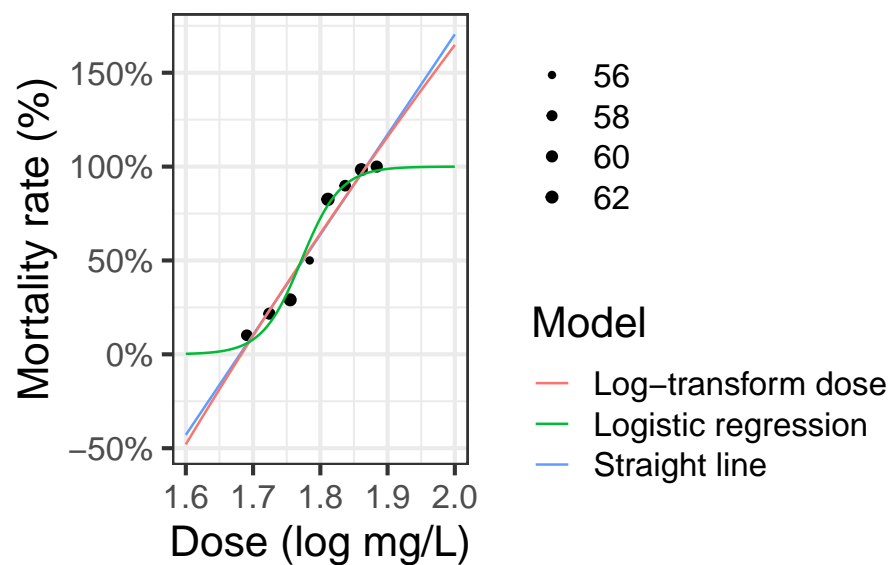 Mortality rate (%)
150%
100%
50%
0%
−50%
1.6 1.7 1.8 1.9 2.0
Dose (log mg/L)
56
58
60
62
Model
Log−transform dose
Logistic regression
Straight line